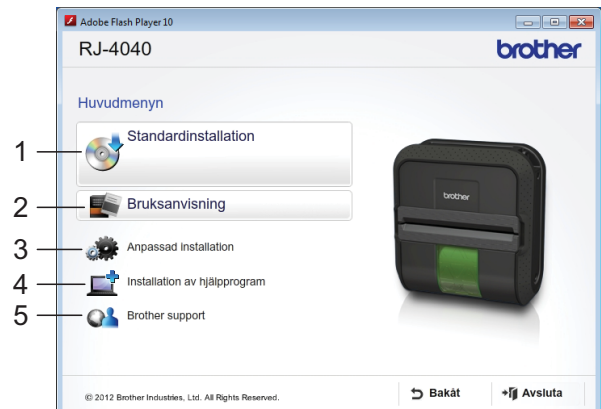 Adobe Flash Player 10
RJ-4040
brother
Huvudmenyn
1
Standardinstallation
2
Bruksanvisning
3
Anpassad Installation
4
Installation av hjälpprogram
5
Brother support
brother
© 2012 Brother Industries, Ltd. All Rights Reserved.
Bakåt
Avsluta